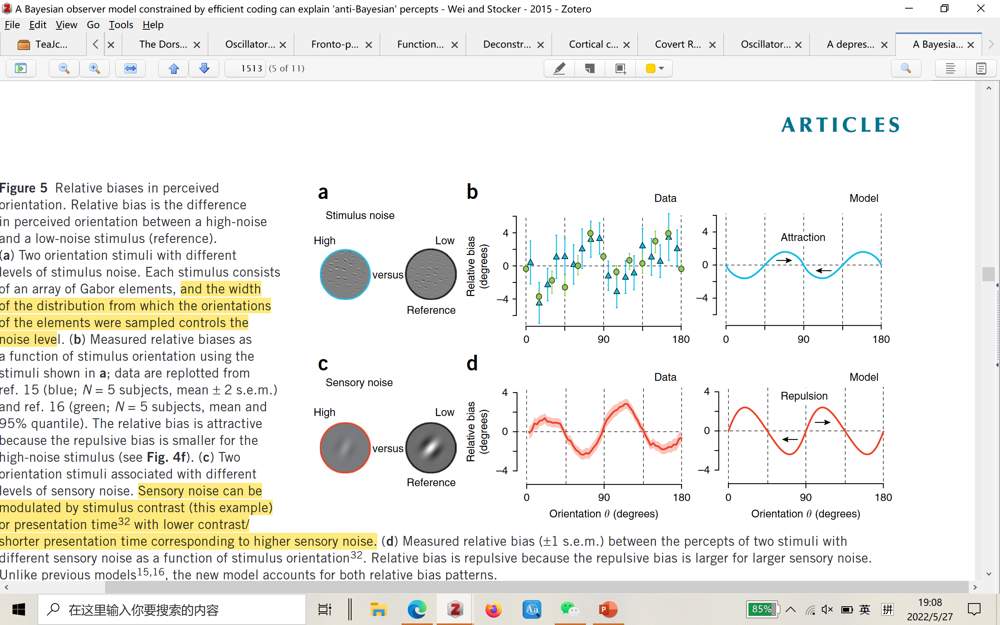 A Bayesian observer model constrained by efficient coding can explain 'anti-Bayesian' percepts - Wei and Stocker - 2015 - Zotero
File Edit View Go Tools Help
TeaJc... The Dors... Oscillator... Fronto-p... Function... Deconstr... Cortical c... Covert R... Oscillator... A depres... A Bayesia...
1513 (5 of 11)
ARTICLES
Figure 5 Relative biases in perceived
orientation. Relative bias is the difference
in perceived orientation between a high-noise
and a low-noise stimulus (reference).
(a) Two orientation stimuli with different
levels of stimulus noise. Each stimulus consists
of an array of Gabor elements, and the width
of the distribution from which the orientations
of the elements were sampled controls the
noise level. (b) Measured relative biases as
a function of stimulus orientation using the
stimuli shown in a; data are replotted from
ref. 15 (blue; N = 5 subjects, mean ± 2 s.e.m.)
and ref. 16 (green; N = 5 subjects, mean and
95% quantile). The relative bias is attractive
because the repulsive bias is smaller for the
high-noise stimulus (see Fig. 4f). (c) Two
orientation stimuli associated with different
levels of sensory noise. Sensory noise can be
modulated by stimulus contrast (this example)
or presentation time32 with lower contrast/
shorter presentation time corresponding to higher sensory noise. (d) Measured relative bias (±1 s.e.m.) between the percepts of two stimuli with
different sensory noise as a function of stimulus orientation32. Relative bias is repulsive because the repulsive bias is larger for larger sensory noise.
Unlike previous models15,16, the new model accounts for both relative bias patterns.
a
Stimulus noise
High
Low
versus
Reference
b
Data
Relative bias
(degrees)
4
0
–4
0 90 180
Model
Attraction
4
0
–4
0 90 180
c
Sensory noise
High
Low
versus
Reference
d
Data
Relative bias
(degrees)
4
0
–4
0 90 180
Orientation θ (degrees)
Model
Repulsion
4
0
–4
0 90 180
Orientation θ (degrees)
在这里输入你要搜索的内容
Aa
P
85%
英
拼
19:08
2022/5/27